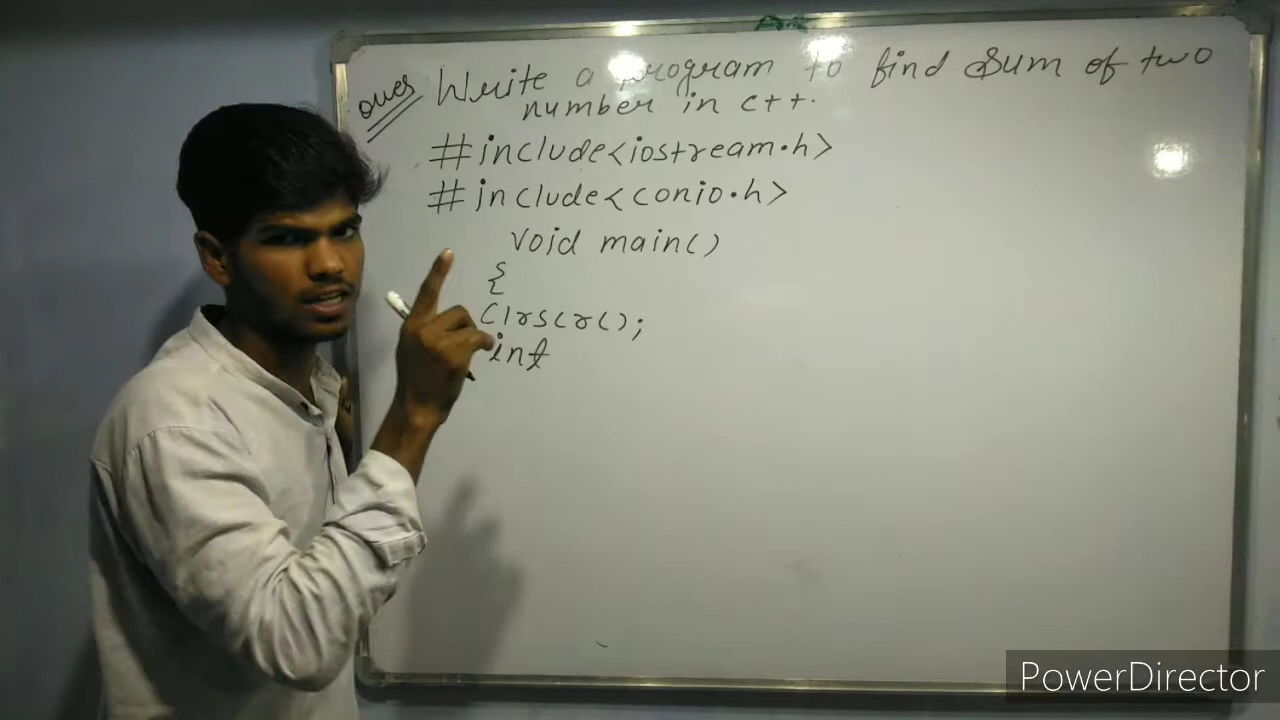 Ques Write a program to find Sum of two
number in c++.
#include<iostream.h>
#include<conio.h>
void main()
{
Clrscr();
int
PowerDirector